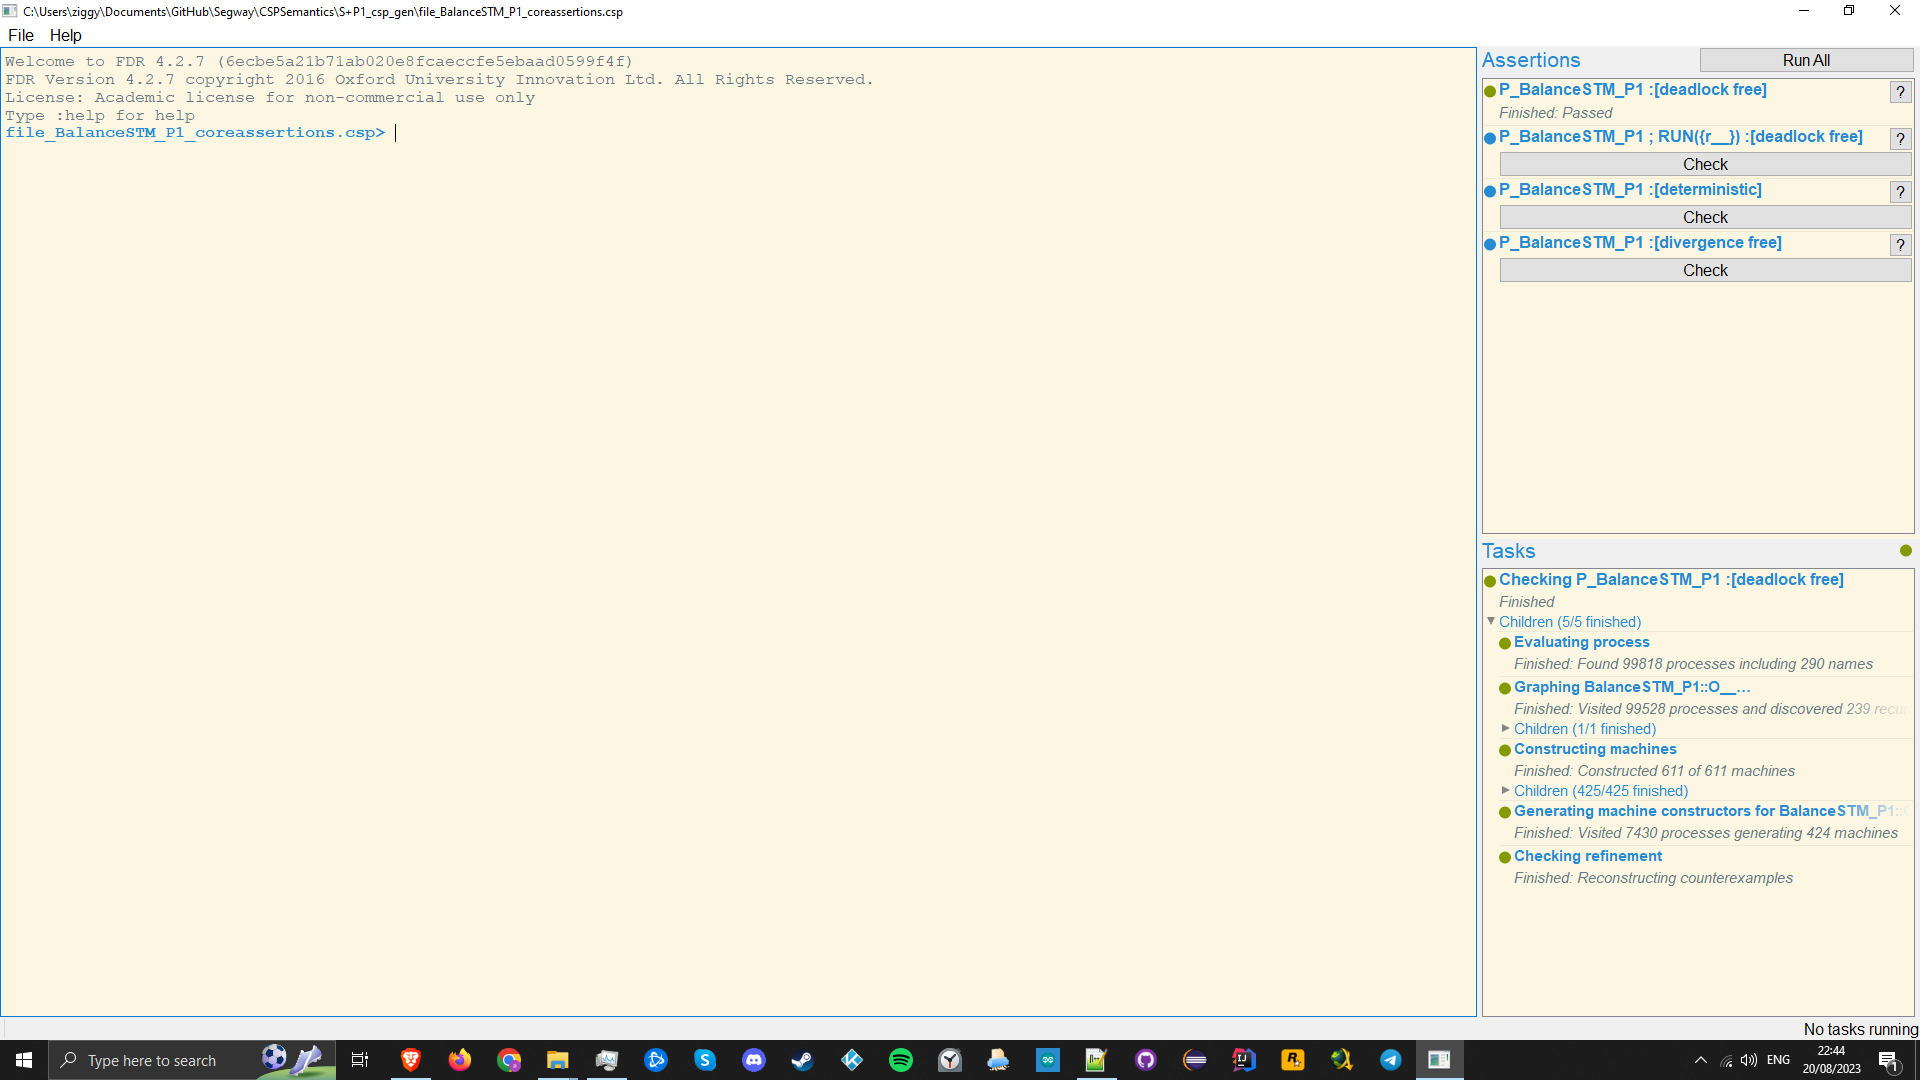 C:\Users\ziggy\Documents\GitHub\Segway\CSPSemantics\S+P1_csp_gen\file_BalanceSTM_P1_coreassertions.csp
File Help
Welcome to FDR 4.2.7 (6ecbe5a21b71ab020e8fcaeccfe5ebaad0599f4f)
FDR Version 4.2.7 copyright 2016 Oxford University Innovation Ltd. All Rights Reserved.
License: Academic license for non-commercial use only
Type :help for help
file_BalanceSTM_P1_coreassertions.csp>
Assertions
Run All
P_BalanceSTM_P1 :[deadlock free]
?
Finished: Passed
P_BalanceSTM_P1 ; RUN({r__}) :[deadlock free]
?
Check
P_BalanceSTM_P1 :[deterministic]
?
Check
P_BalanceSTM_P1 :[divergence free]
?
Check
Tasks
Checking P_BalanceSTM_P1 :[deadlock free]
Finished
Children (5/5 finished)
Evaluating process
Finished: Found 99818 processes including 290 names
Graphing BalanceSTM_P1::O__...
Finished: Visited 99528 processes and discovered 239 recu
Children (1/1 finished)
Constructing machines
Finished: Constructed 611 of 611 machines
Children (425/425 finished)
Generating machine constructors for BalanceSTM_P1::
Finished: Visited 7430 processes generating 424 machines
Checking refinement
Finished: Reconstructing counterexamples
No tasks running
Type here to search
ENG
22:44
20/08/2023
1